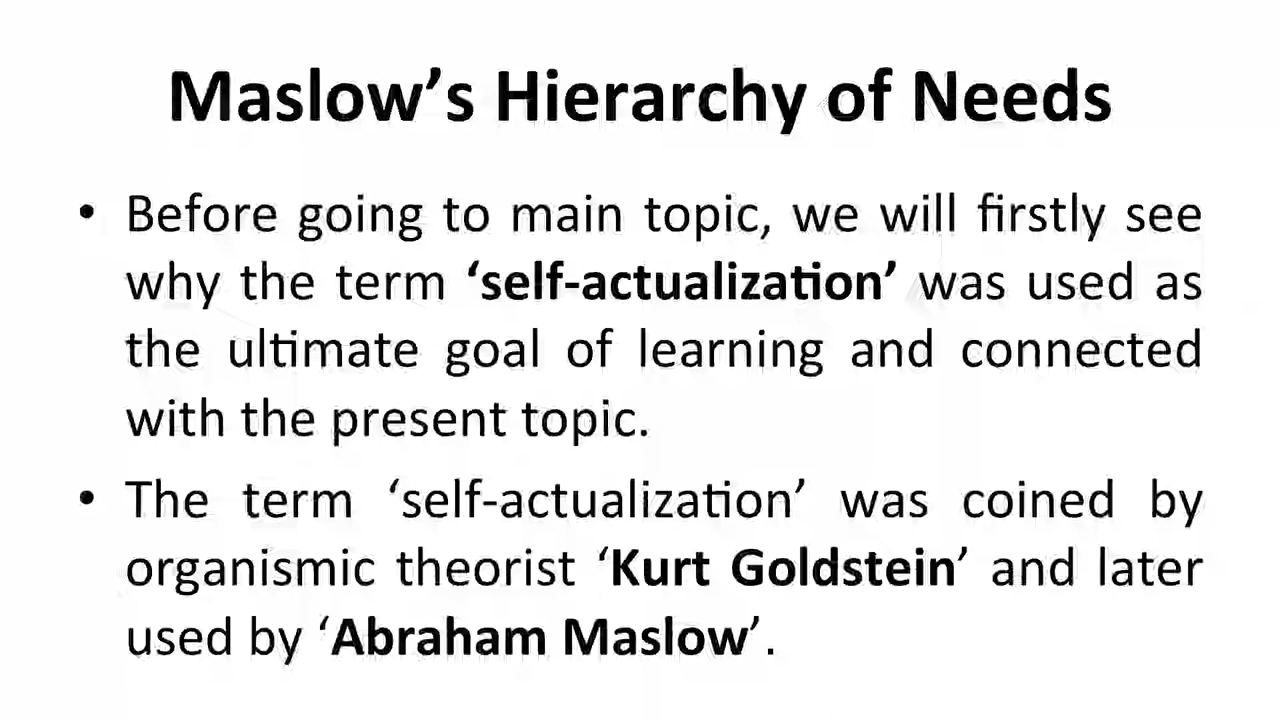 Maslow’s Hierarchy of Needs
• Before going to main topic, we will firstly see
why the term ‘self-actualization’ was used as
the ultimate goal of learning and connected
with the present topic.
• The term ‘self-actualization’ was coined by
organismic theorist ‘Kurt Goldstein’ and later
used by ‘Abraham Maslow’.